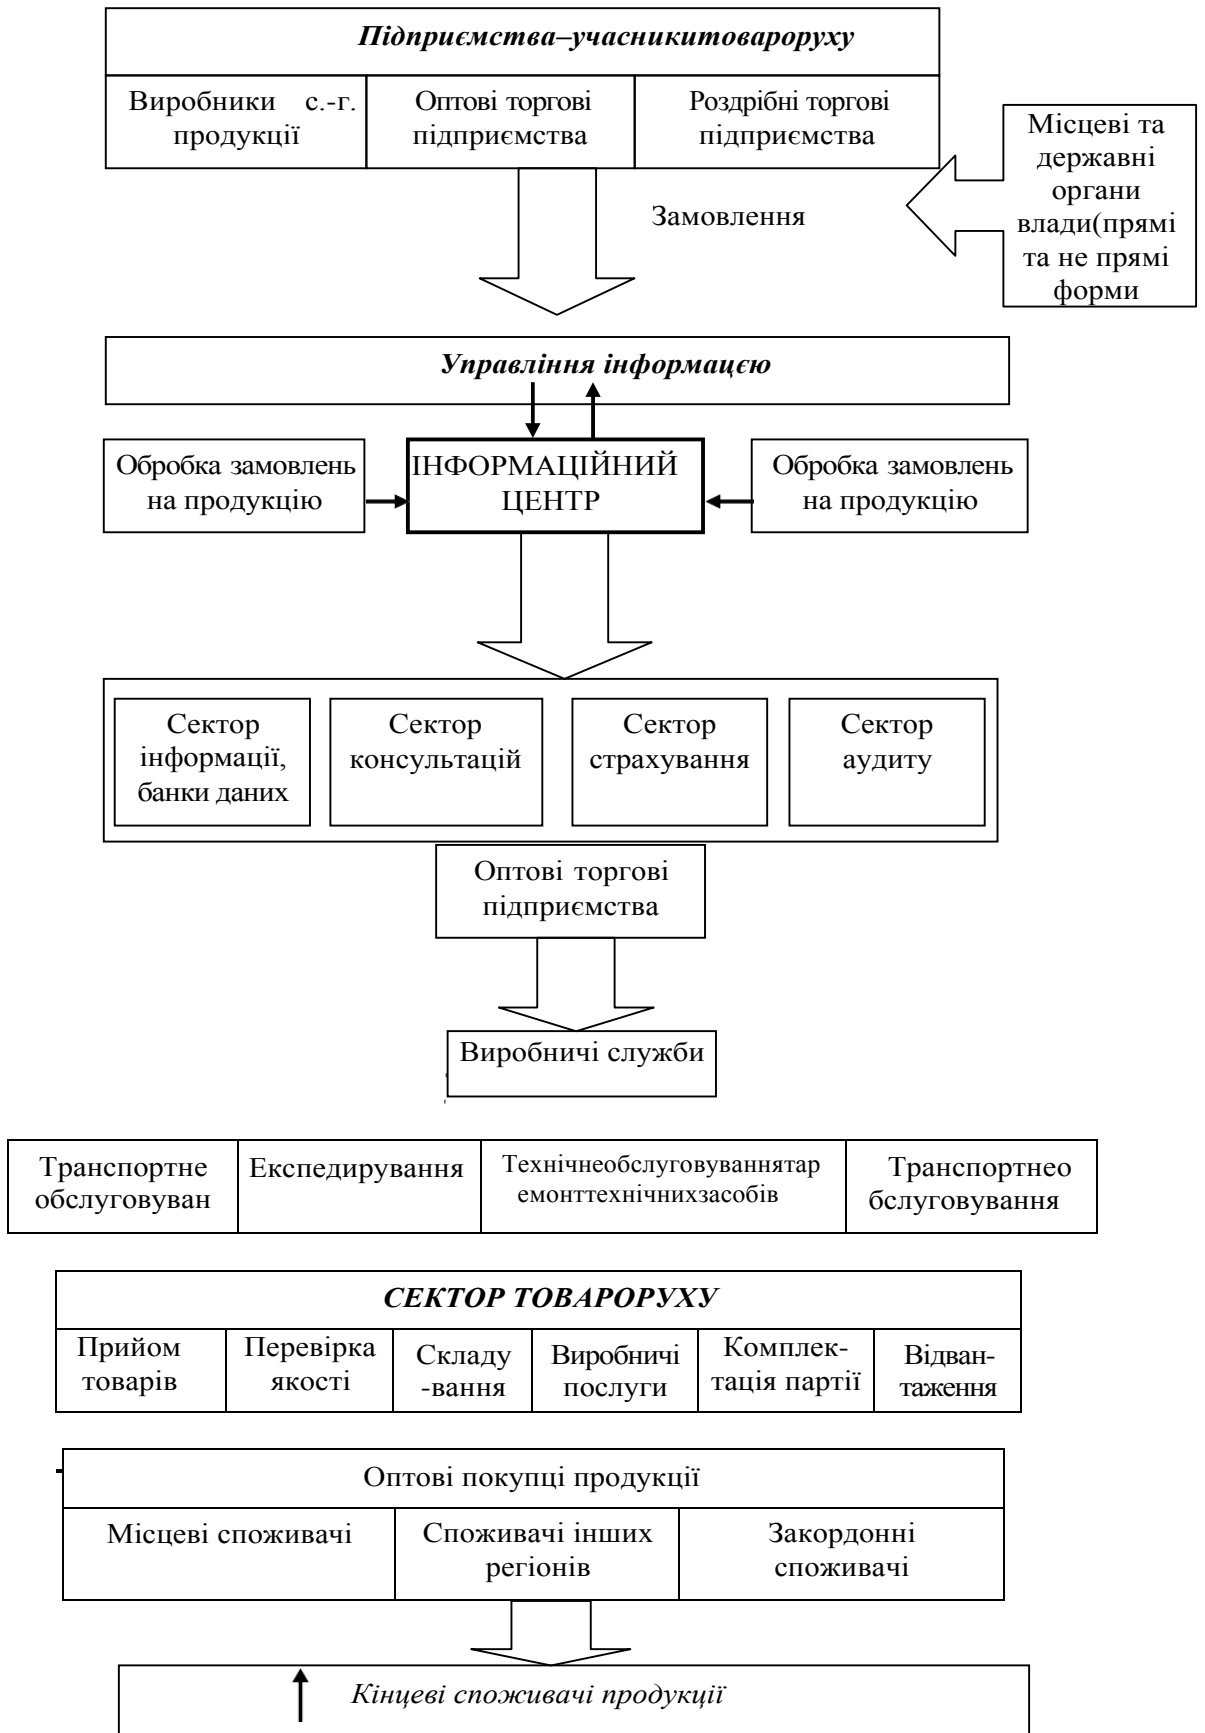 Підприємства–учасникитовароруху
Виробники с.-г.
продукції
Оптові торгові
підприємства
Роздрібні торгові
підприємства
Місцеві та
державні
органи
влади(прямі
та не прямі
форми
Замовлення
Управління інформацєю
Обробка замовлень
на продукцію
ІНФОРМАЦІЙНИЙ
ЦЕНТР
Обробка замовлень
на продукцію
Сектор
інформації,
банки даних
Сектор
консультацій
Сектор
страхування
Сектор
аудиту
Оптові торгові
підприємства
Виробничі служби
Транспортне
обслуговуван
Експедирування
Технічнеобслуговуваннятар
емонттехнічнихзасобів
Транспортнео
бслуговування
СЕКТОР ТОВАРОРУХУ
Прийом
товарів
Перевірка
якості
Складу
-вання
Виробничі
послуги
Комплек-
тація партії
Відван-
таження
Оптові покупці продукції
Місцеві споживачі
Споживачі інших
регіонів
Закордонні
споживачі
Кінцеві споживачі продукції